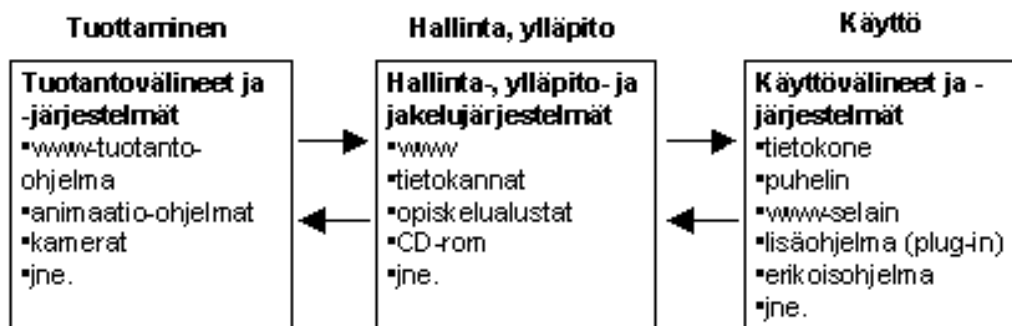 Tuottaminen
Hallinta, ylläpito
Käyttö
Tuotantovälineet ja
-järjestelmät
▪www-tuotanto-
ohjelma
▪animaatio-ohjelmat
▪kamerat
▪jne.
Hallinta-, ylläpito- ja
jakelujärjestelmät
▪www
▪tietokannat
▪opiskelualustat
▪CD-rom
▪jne.
Käyttövälineet ja -
järjestelmät
▪tietokone
▪puhelin
▪www-selain
▪lisäohjelma (plug-in)
▪erikoisohjelma
▪jne.